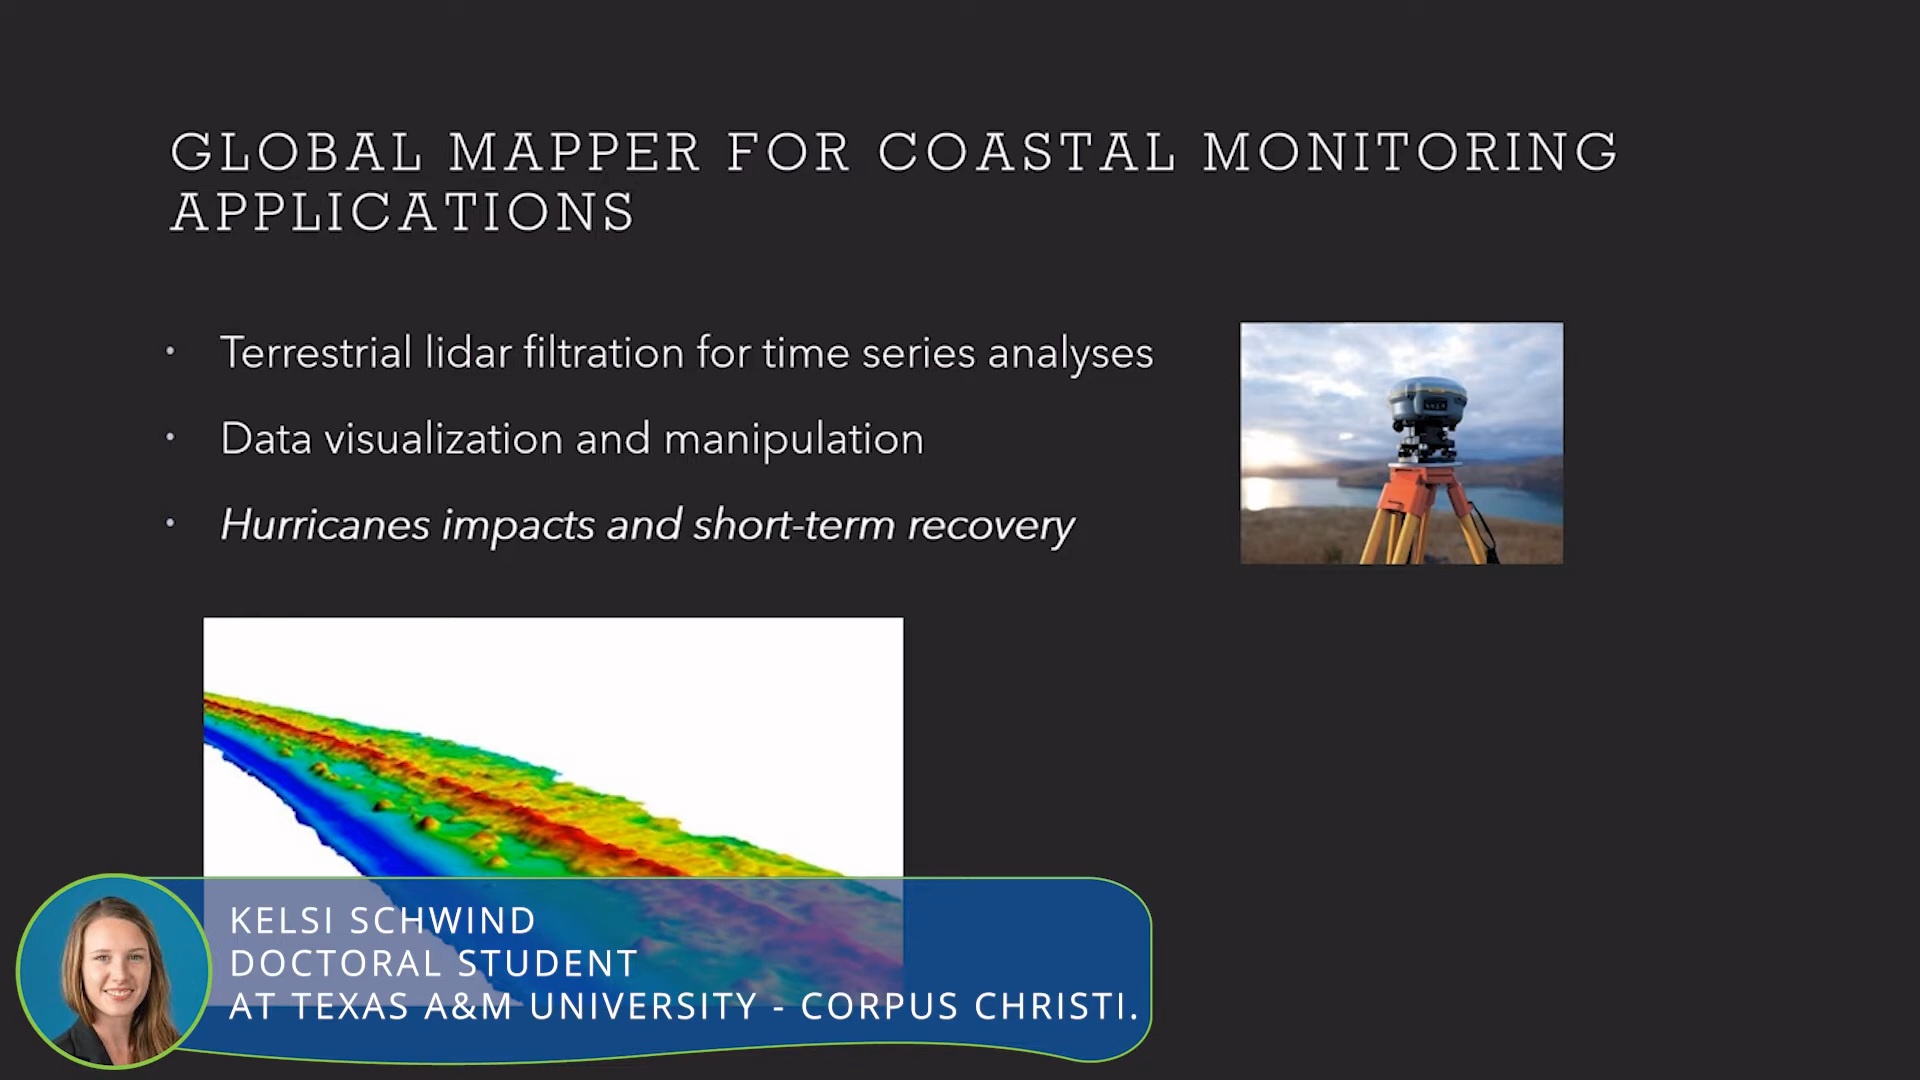 GLOBAL MAPPER FOR COASTAL MONITORING
APPLICATIONS
• Terrestrial lidar filtration for time series analyses
• Data visualization and manipulation
• Hurricanes impacts and short-term recovery
KELSI SCHWIND
DOCTORAL STUDENT
AT TEXAS A&M UNIVERSITY - CORPUS CHRISTI.